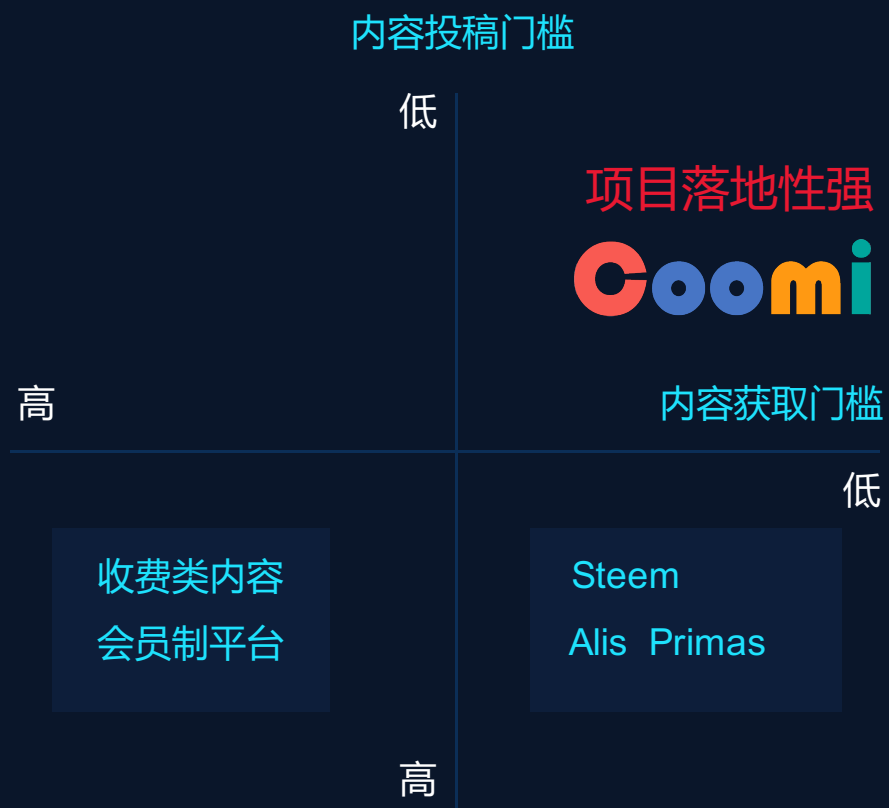 内容投稿门槛
低
项目落地性强
Coomi
高
内容获取门槛
低
收费类内容
会员制平台
Steem
Alis Primas
高